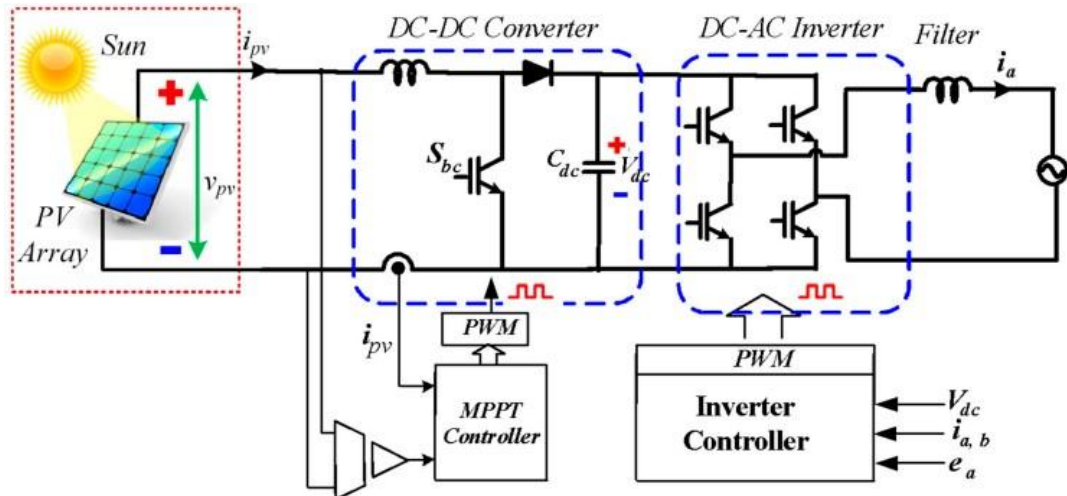 DC-DC Converter
DC-AC Inverter
Filter
Sun
i_pv
i_a
+
+
S_bc
C_dc
V_dc
v_pv
PV
Array
-
-
i_pv
PWM
MPPT
Controller
PWM
Inverter
Controller
V_dc
i_a, b
e_a